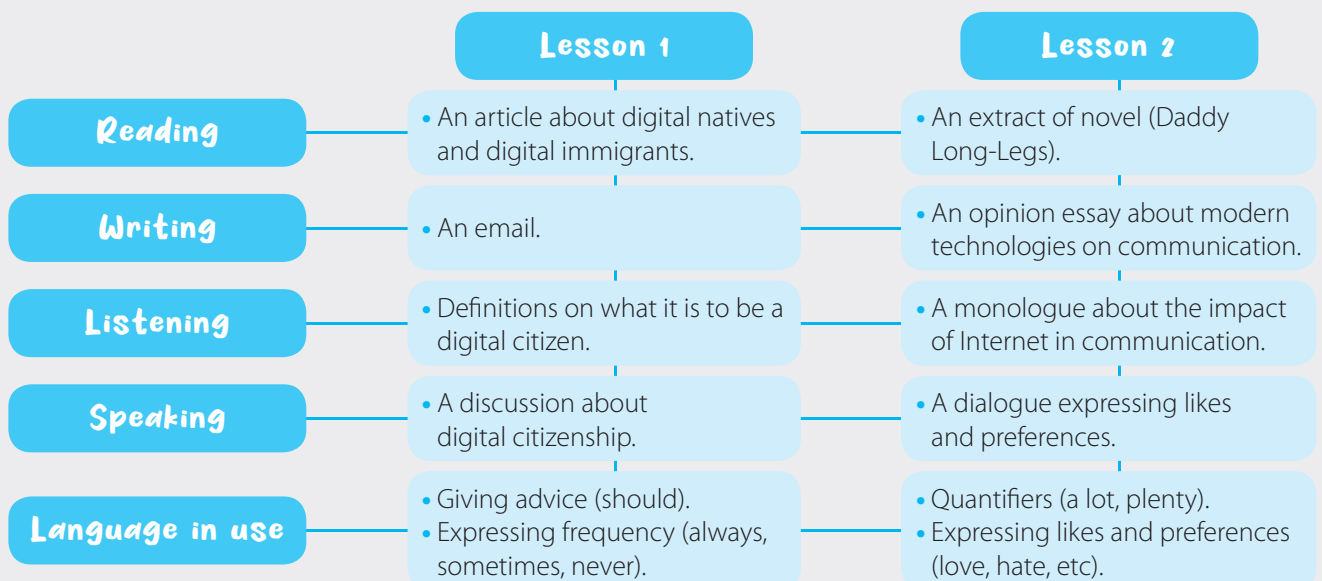 Lesson 1
Lesson 2
Reading
• An article about digital natives
and digital immigrants.
• An extract of novel (Daddy
Long-Legs).
Writing
• An email.
• An opinion essay about modern
technologies on communication.
Listening
• Definitions on what it is to be a
digital citizen.
• A monologue about the impact
of Internet in communication.
Speaking
• A discussion about
digital citizenship.
• A dialogue expressing likes
and preferences.
Language in use
• Giving advice (should).
• Expressing frequency (always,
sometimes, never).
• Quantifiers (a lot, plenty).
• Expressing likes and preferences
(love, hate, etc).